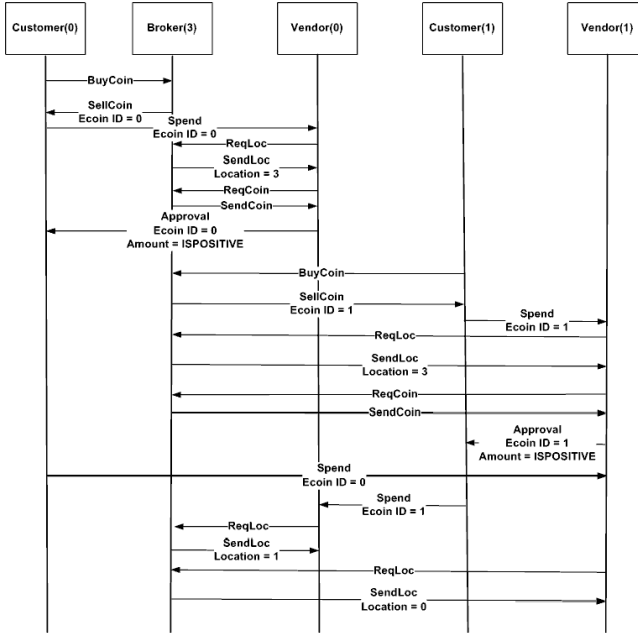 Customer(0)
Broker(3)
Vendor(0)
Customer(1)
Vendor(1)
BuyCoin
SellCoin
Ecoin ID = 0
Spend
Ecoin ID = 0
ReqLoc
SendLoc
Location = 3
ReqCoin
SendCoin
Approval
Ecoin ID = 0
Amount = ISPOSITIVE
BuyCoin
SellCoin
Ecoin ID = 1
Spend
Ecoin ID = 1
ReqLoc
SendLoc
Location = 3
ReqCoin
SendCoin
Approval
Ecoin ID = 1
Amount = ISPOSITIVE
Spend
Ecoin ID = 0
Spend
Ecoin ID = 1
ReqLoc
SendLoc
Location = 1
ReqLoc
SendLoc
Location = 0